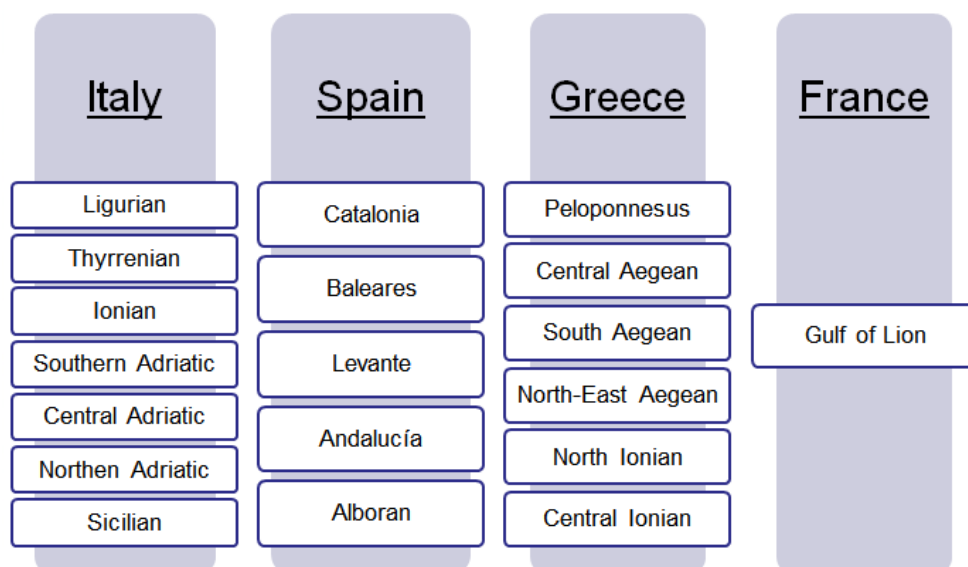 Italy
Ligurian
Thyrrenian
Ionian
Southern Adriatic
Central Adriatic
Northen Adriatic
Sicilian
Spain
Catalonia
Baleares
Levante
Andalucía
Alboran
Greece
Peloponnesus
Central Aegean
South Aegean
North-East Aegean
North Ionian
Central Ionian
France
Gulf of Lion